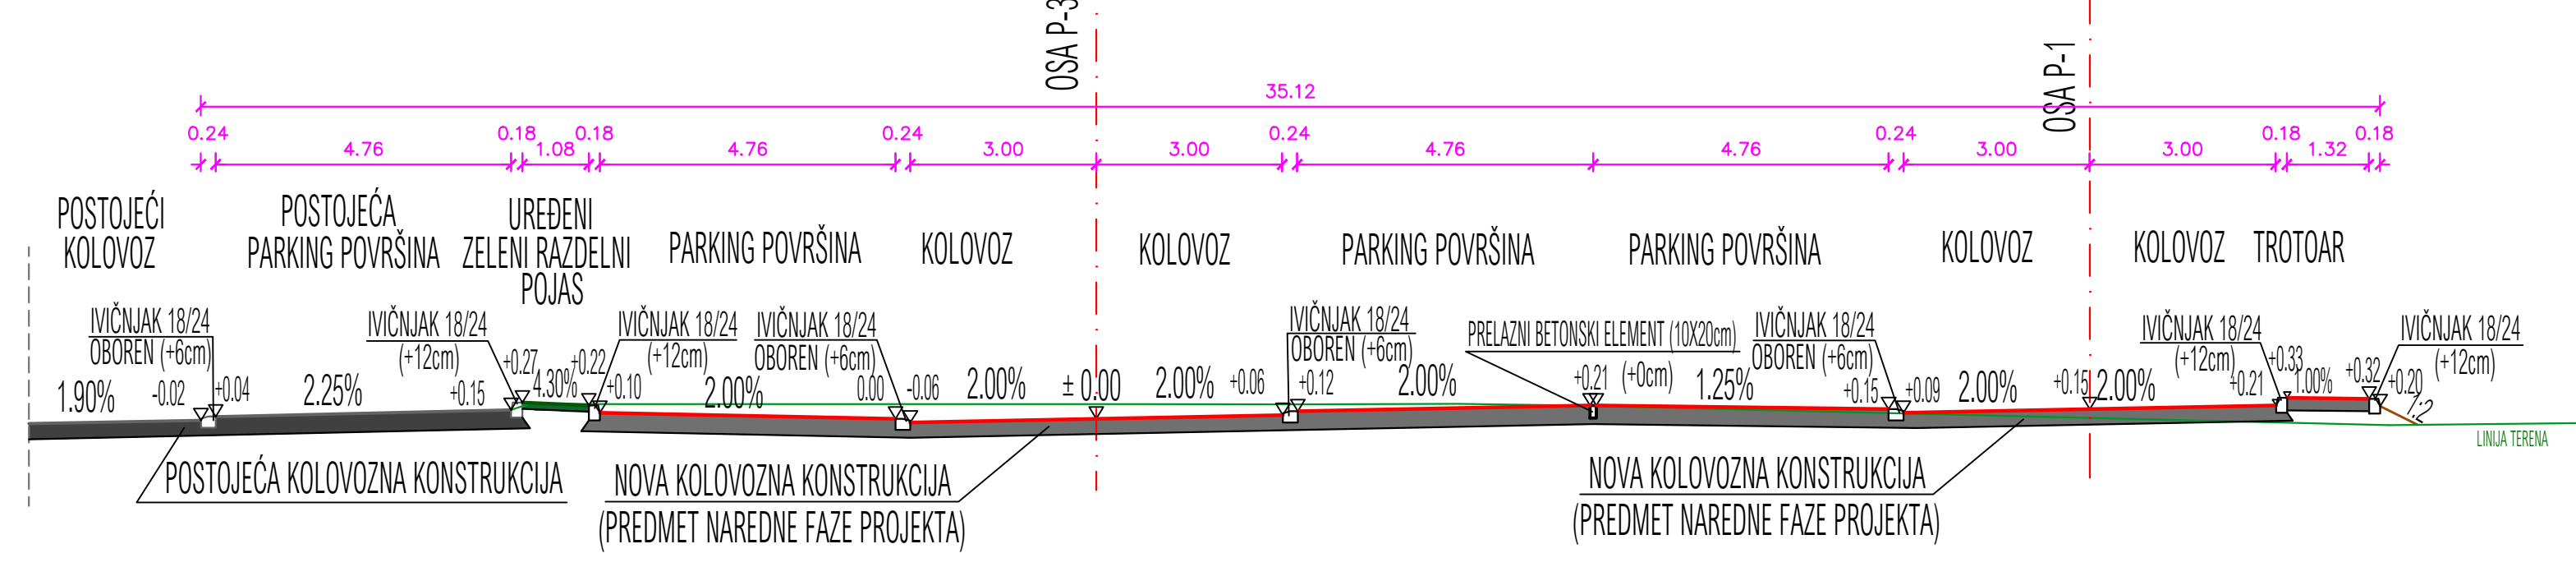 OSA P-3
OSA P-1
35.12
0.24 0.18 0.18 0.24 0.24 0.24 0.18 0.18
4.76 1.08 4.76 3.00 3.00 4.76 4.76 3.00 3.00 1.32
POSTOJEĆI
KOLOVOZ
POSTOJEĆA
PARKING POVRŠINA
UREĐENI
ZELENI RAZDELNI
POJAS
PARKING POVRŠINA
KOLOVOZ
KOLOVOZ
PARKING POVRŠINA
PARKING POVRŠINA
KOLOVOZ
KOLOVOZ
TROTOAR
IVIČNJAK 18/24
OBOREN (+6cm)
IVIČNJAK 18/24
(+12cm)
IVIČNJAK 18/24
(+12cm)
IVIČNJAK 18/24
OBOREN (+6cm)
IVIČNJAK 18/24
OBOREN (+6cm)
PRELAZNI BETONSKI ELEMENT (10X20cm)
(+0cm)
IVIČNJAK 18/24
OBOREN (+6cm)
IVIČNJAK 18/24
(+12cm)
IVIČNJAK 18/24
(+12cm)
1.90% -0.02 +0.04 2.25% +0.15 +0.27 4.30% +0.22 +0.10 2.00% 0.00 -0.06 2.00% ± 0.00 2.00% +0.06 +0.12 2.00% +0.21 1.25% +0.15 +0.09 2.00% +0.15 2.00% +0.21 +0.33 1.00% +0.32 +0.20 1:2
LINIJA TERENA
POSTOJEĆA KOLOVOZNA KONSTRUKCIJA
NOVA KOLOVOZNA KONSTRUKCIJA
(PREDMET NAREDNE FAZE PROJEKTA)
NOVA KOLOVOZNA KONSTRUKCIJA
(PREDMET NAREDNE FAZE PROJEKTA)